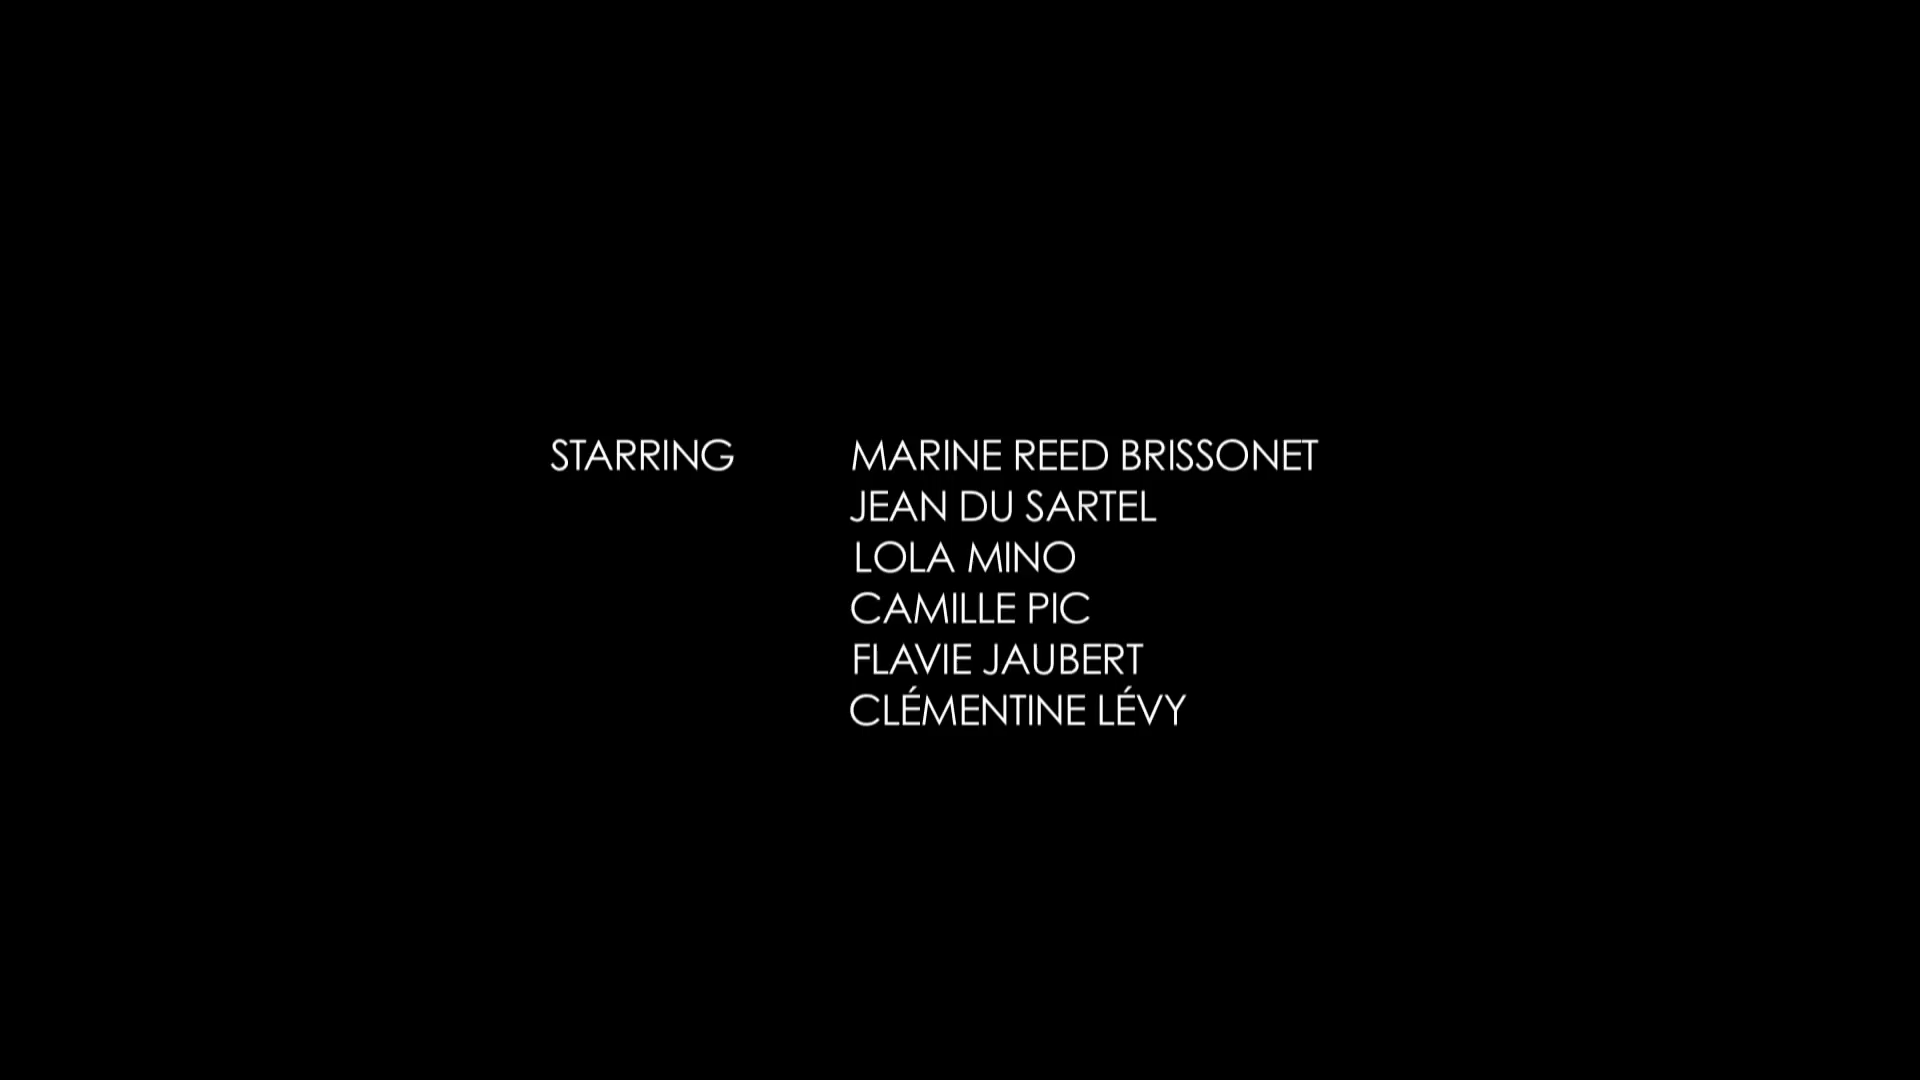 STARRING MARINE REED BRISSONET
JEAN DU SARTEL
LOLA MINO
CAMILLE PIC
FLAVIE JAUBERT
CLÉMENTINE LÉVY